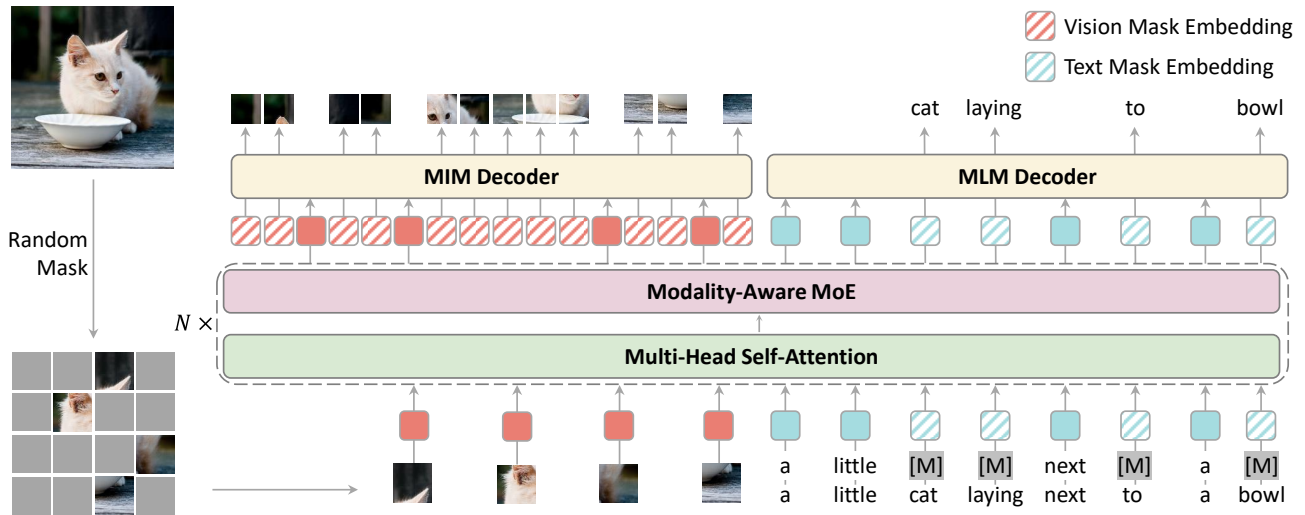 Vision Mask Embedding
Text Mask Embedding
cat laying to bowl
MIM Decoder
MLM Decoder
Random
Mask
Modality-Aware MoE
N ×
Multi-Head Self-Attention
a little [M] [M] next [M] a [M]
a little cat laying next to a bowl